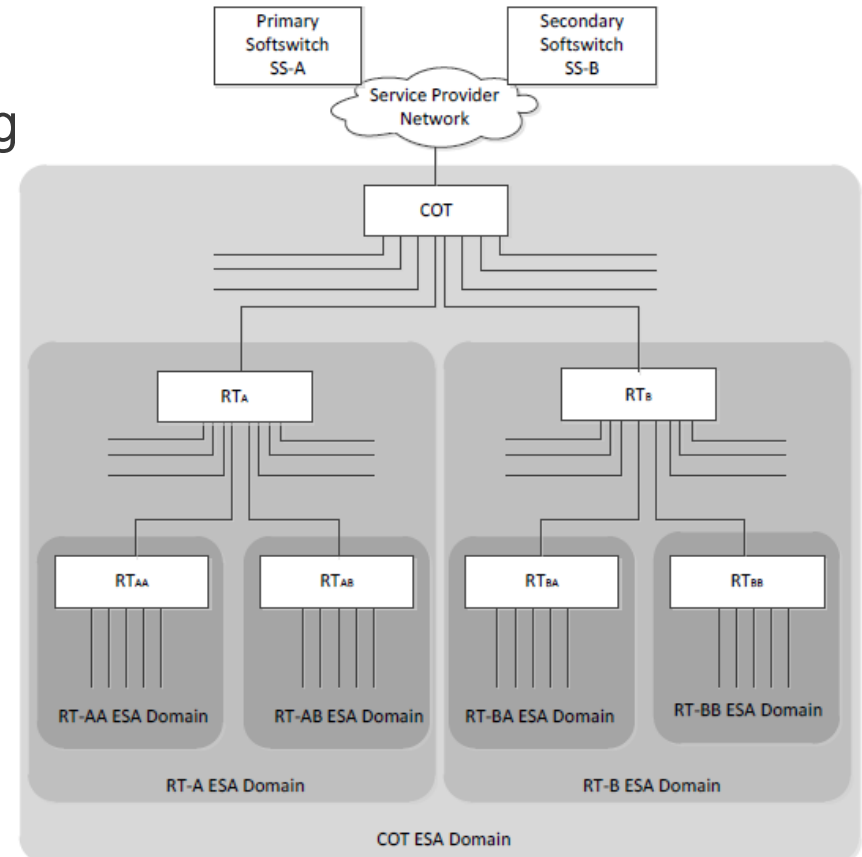 Primary
Softswitch
SS-A
Secondary
Softswitch
SS-B
Service Provider
Network
g
COT
RTA
RTB
RTAA
RTAB
RTBA
RTBB
RT-AA ESA Domain
RT-AB ESA Domain
RT-BA ESA Domain
RT-BB ESA Domain
RT-A ESA Domain
RT-B ESA Domain
COT ESA Domain